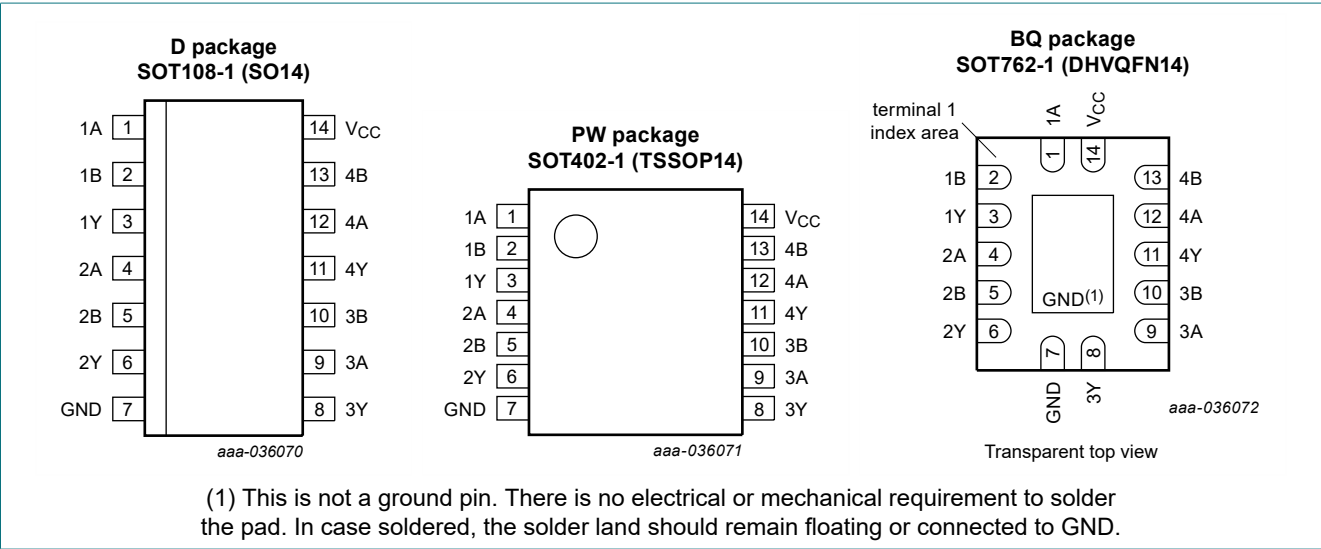 D package
SOT108-1 (SO14)
1A 1
1B 2
1Y 3
2A 4
2B 5
2Y 6
GND 7
14 VCC
13 4B
12 4A
11 4Y
10 3B
9 3A
8 3Y
aaa-036070
PW package
SOT402-1 (TSSOP14)
1A 1
1B 2
1Y 3
2A 4
2B 5
2Y 6
GND 7
14 VCC
13 4B
12 4A
11 4Y
10 3B
9 3A
8 3Y
aaa-036071
BQ package
SOT762-1 (DHVQFN14)
terminal 1
index area
1A
VCC
1
14
1B 2
1Y 3
2A 4
2B 5
2Y 6
13 4B
12 4A
11 4Y
10 3B
9 3A
GND(1)
7
8
GND
3Y
aaa-036072
Transparent top view
(1) This is not a ground pin. There is no electrical or mechanical requirement to solder
the pad. In case soldered, the solder land should remain floating or connected to GND.